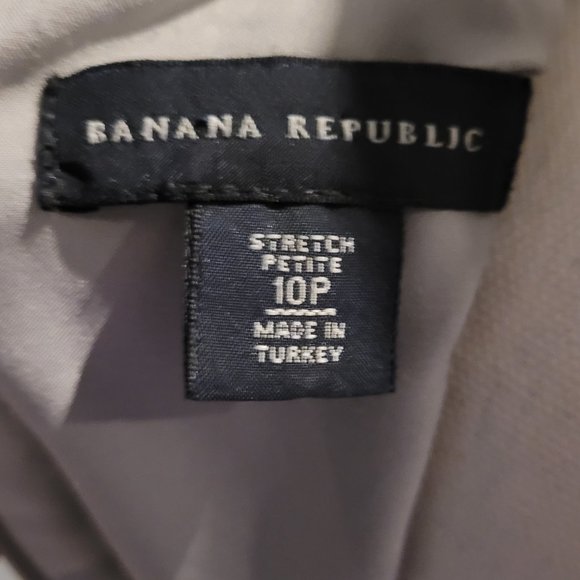 BANANA REPUBLIC
STRETCH
PETITE
10P
MADE IN
TURKEY